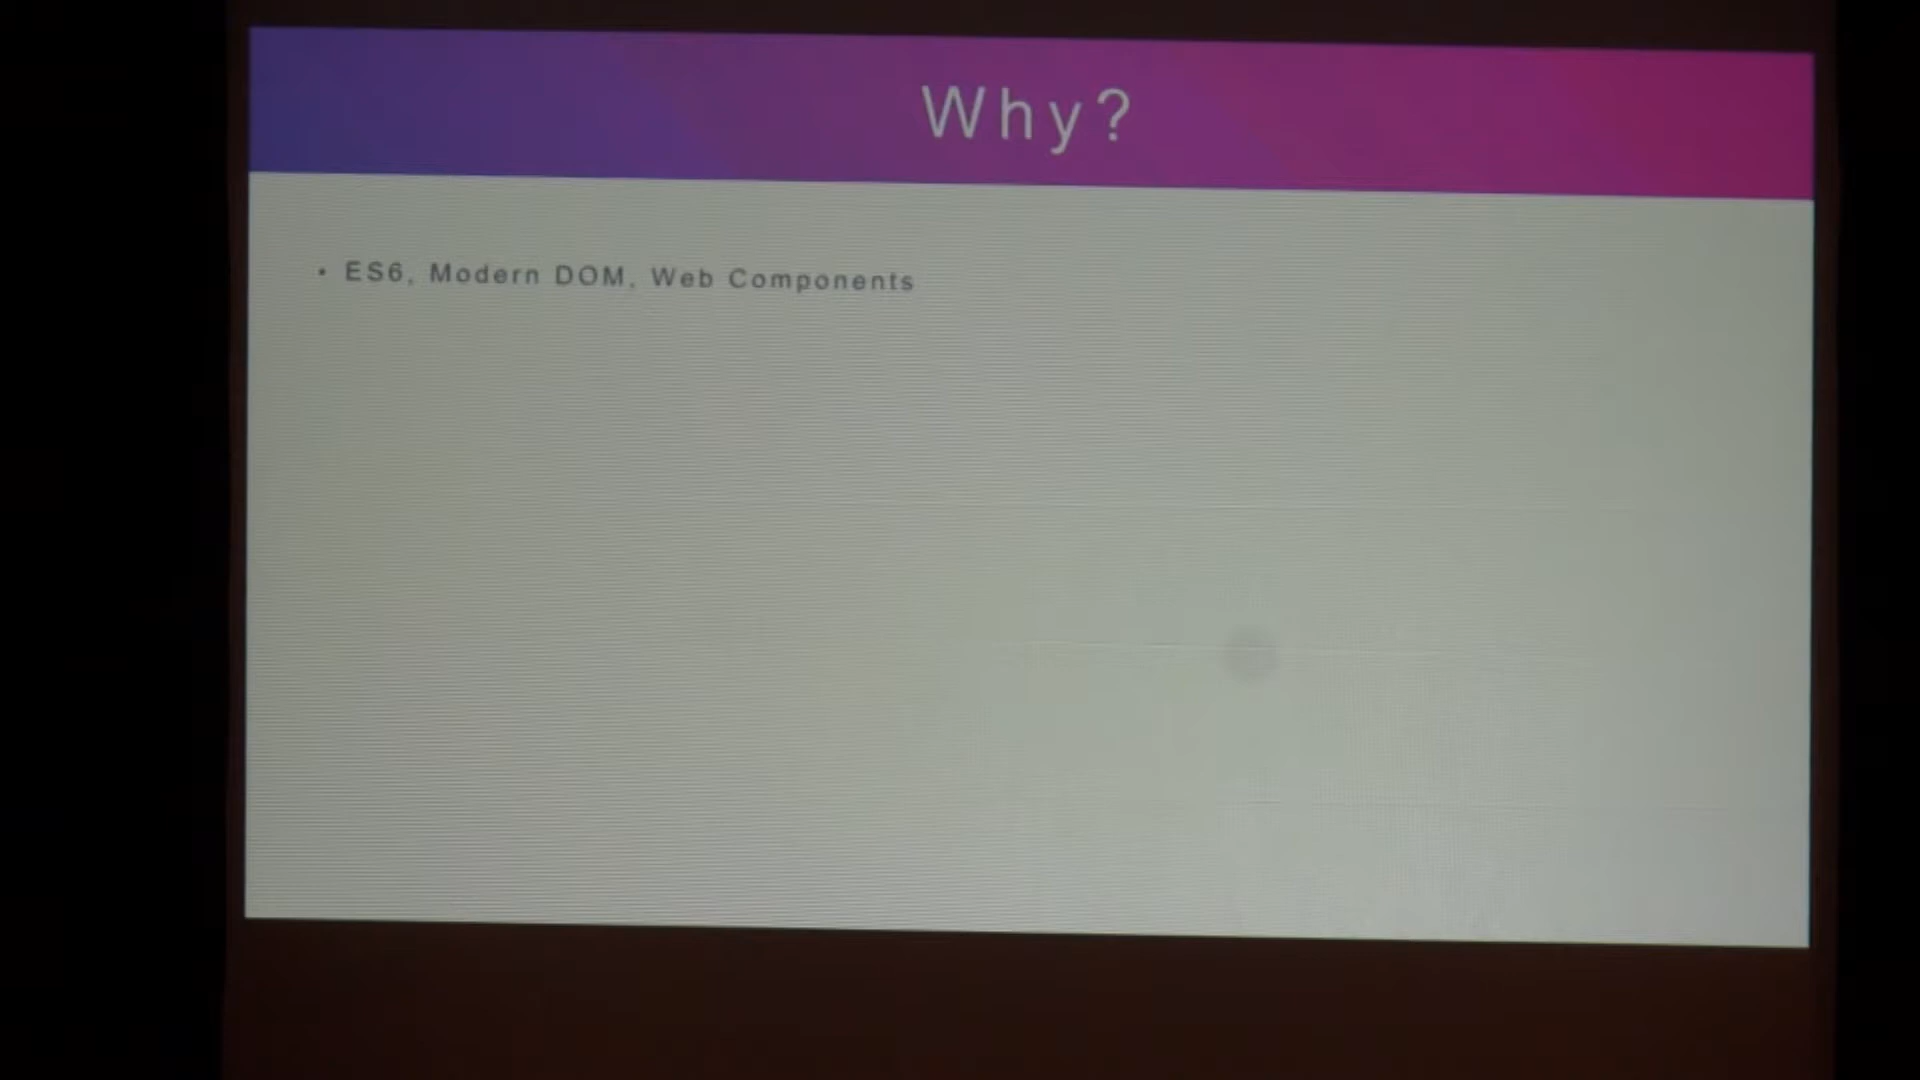 Why?
• ES6, Modern DOM, Web Components